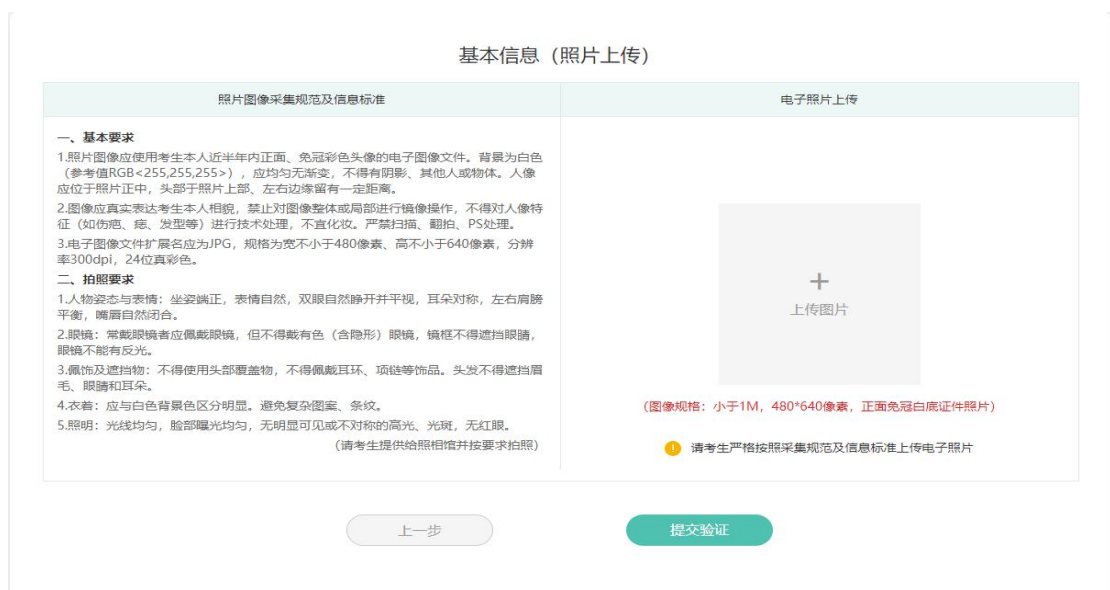 基本信息（照片上传）
照片图像采集规范及信息标准
电子照片上传
一、基本要求
1.照片图像应使用考生本人近半年内正面、免冠彩色头像的电子图像文件。背景为白色
（参考值RGB<255,255,255>），应均匀无渐变，不得有阴影、其他人或物体。人像
应位于照片正中，头部于照片上部、左右边缘留有一定距离。
2.图像应真实表达考生本人相貌，禁止对图像整体或局部进行镜像操作，不得对人像特
征（如伤疤、痣、发型等）进行技术处理，不宜化妆。严禁扫描、翻拍、PS处理。
3.电子图像文件扩展名应为JPG，规格为宽不小于480像素、高不小于640像素，分辨
率300dpi，24位真彩色。
二、拍照要求
1.人物姿态与表情：坐姿端正，表情自然，双眼自然睁开并平视，耳朵对称，左右肩膀
平衡，嘴唇自然闭合。
2.眼镜：常戴眼镜者应佩戴眼镜，但不得戴有色（含隐形）眼镜，镜框不得遮挡眼睛，
眼镜不能有反光。
3.佩饰及遮挡物：不得使用头部覆盖物，不得佩戴耳环、项链等饰品。头发不得遮挡眉
毛、眼睛和耳朵。
4.衣着：应与白色背景色区分明显。避免复杂图案、条纹。
5.照明：光线均匀，脸部曝光均匀，无明显可见或不对称的高光、光斑，无红眼。
（请考生提供给照相馆并按要求拍照）
+
上传图片
（图像规格：小于1M，480*640像素，正面免冠白底证件照片）
! 请考生严格按照采集规范及信息标准上传电子照片
上一步
提交验证